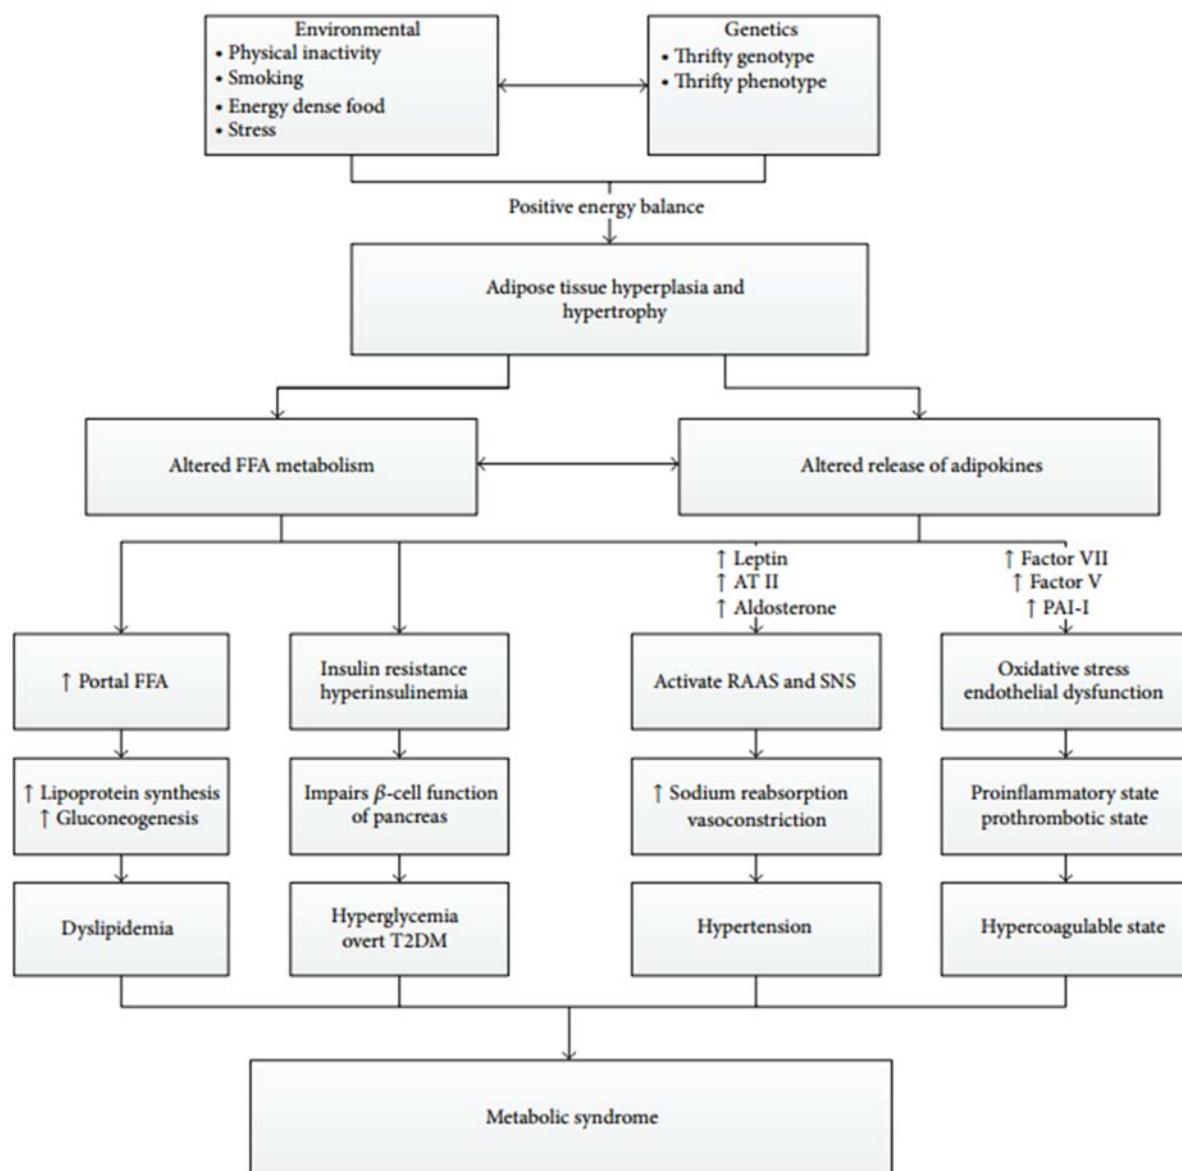 Environmental
• Physical inactivity
• Smoking
• Energy dense food
• Stress
Genetics
• Thrifty genotype
• Thrifty phenotype
Positive energy balance
Adipose tissue hyperplasia and
hypertrophy
Altered FFA metabolism
Altered release of adipokines
↑ Leptin
↑ AT II
↑ Aldosterone
↑ Factor VII
↑ Factor V
↑ PAI-I
↑ Portal FFA
Insulin resistance
hyperinsulinemia
Activate RAAS and SNS
Oxidative stress
endothelial dysfunction
↑ Lipoprotein synthesis
↑ Gluconeogenesis
Impairs β-cell function
of pancreas
↑ Sodium reabsorption
vasoconstriction
Proinflammatory state
prothrombotic state
Dyslipidemia
Hyperglycemia
overt T2DM
Hypertension
Hypercoagulable state
Metabolic syndrome